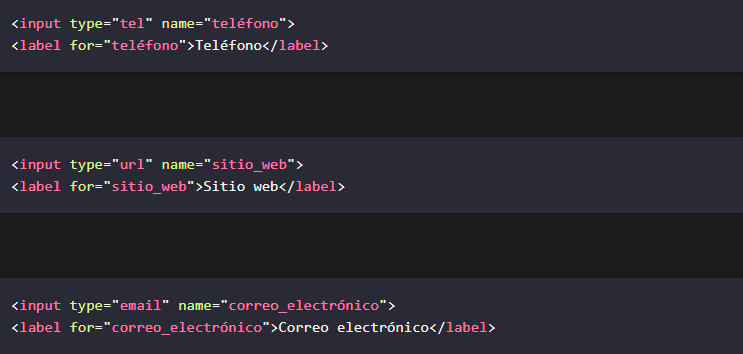 <input type="tel" name="teléfono">
<label for="teléfono">Teléfono</label>
<input type="url" name="sitio_web">
<label for="sitio_web">Sitio web</label>
<input type="email" name="correo_electrónico">
<label for="correo_electrónico">Correo electrónico</label>